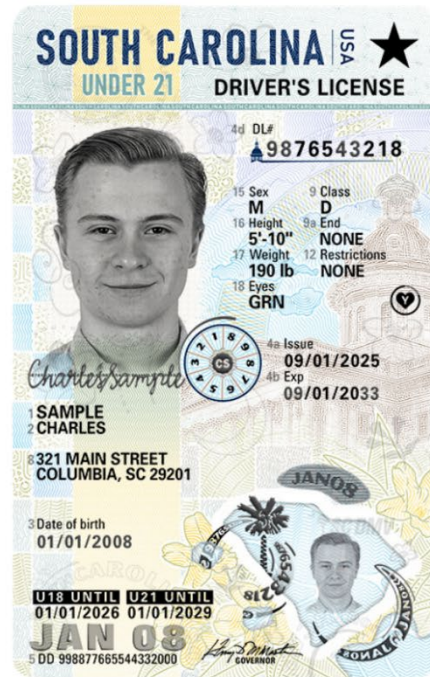 SOUTH CAROLINA USA
UNDER 21 DRIVER'S LICENSE
4d DL#
9876543218
15 Sex 9 Class
M D
16 Height 9a End
5'-10" NONE
17 Weight 12 Restrictions
190 lb NONE
18 Eyes
GRN
4a Issue
09/01/2025
4b Exp
09/01/2033
CS
Charles Sample
1 SAMPLE
2 CHARLES
8 321 MAIN STREET
COLUMBIA, SC 29201
3 Date of birth
01/01/2008
JAN08
U18 UNTIL U21 UNTIL
01/01/2026 01/01/2029
JAN 08
5 DD 998877665544332000
GOVERNOR